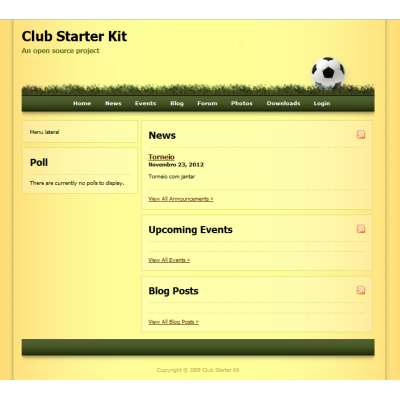 Club Starter Kit
An open source project
Home News Events Blog Forum Photos Downloads Login
Menu lateral
Poll
There are currently no polls to display.
News
Torneio
Novembro 23, 2012
Torneio com jantar
View All Announcements »
Upcoming Events
View All Events »
Blog Posts
View All Blog Posts »
Copyright @ 2009 Club Starter Kit